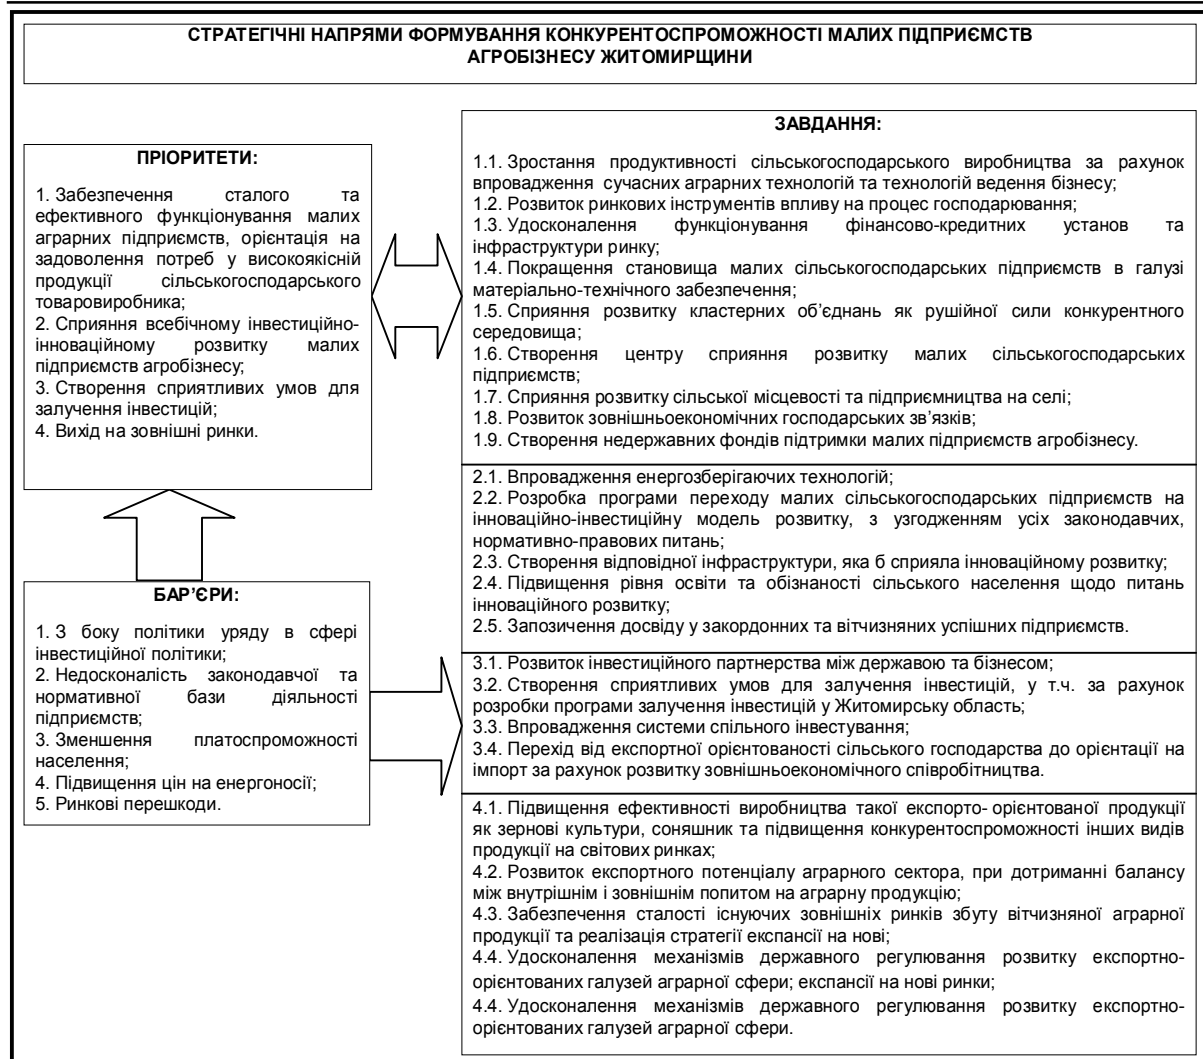 СТРАТЕГІЧНІ НАПРЯМИ ФОРМУВАННЯ КОНКУРЕНТОСПРОМОЖНОСТІ МАЛИХ ПІДПРИЄМСТВ
АГРОБІЗНЕСУ ЖИТОМИРЩИНИ
ПРІОРИТЕТИ:
1. Забезпечення сталого та
ефективного функціонування малих
аграрних підприємств, орієнтація на
задоволення потреб у високоякісній
продукції сільськогосподарського
товаровиробника;
2. Сприяння всебічному інвестиційно-
інноваційному розвитку малих
підприємств агробізнесу;
3. Створення сприятливих умов для
залучення інвестицій;
4. Вихід на зовнішні ринки.
БАР’ЄРИ:
1. З боку політики уряду в сфері
інвестиційної політики;
2. Недосконалість законодавчої та
нормативної бази діяльності
підприємств;
3. Зменшення платоспроможності
населення;
4. Підвищення цін на енергоносії;
5. Ринкові перешкоди.
ЗАВДАННЯ:
1.1. Зростання продуктивності сільськогосподарського виробництва за рахунок
впровадження сучасних аграрних технологій та технологій ведення бізнесу;
1.2. Розвиток ринкових інструментів впливу на процес господарювання;
1.3. Удосконалення функціонування фінансово-кредитних установ та
інфраструктури ринку;
1.4. Покращення становища малих сільськогосподарських підприємств в галузі
матеріально-технічного забезпечення;
1.5. Сприяння розвитку кластерних об’єднань як рушійної сили конкурентного
середовища;
1.6. Створення центру сприяння розвитку малих сільськогосподарських
підприємств;
1.7. Сприяння розвитку сільської місцевості та підприємництва на селі;
1.8. Розвиток зовнішньоекономічних господарських зв’язків;
1.9. Створення недержавних фондів підтримки малих підприємств агробізнесу.
2.1. Впровадження енергозберігаючих технологій;
2.2. Розробка програми переходу малих сільськогосподарських підприємств на
інноваційно-інвестиційну модель розвитку, з узгодженням усіх законодавчих,
нормативно-правових питань;
2.3. Створення відповідної інфраструктури, яка б сприяла інноваційному розвитку;
2.4. Підвищення рівня освіти та обізнаності сільського населення щодо питань
інноваційного розвитку;
2.5. Запозичення досвіду у закордонних та вітчизняних успішних підприємств.
3.1. Розвиток інвестиційного партнерства між державою та бізнесом;
3.2. Створення сприятливих умов для залучення інвестицій, у т.ч. за рахунок
розробки програми залучення інвестицій у Житомирську область;
3.3. Впровадження системи спільного інвестування;
3.4. Перехід від експортної орієнтованості сільського господарства до орієнтації на
імпорт за рахунок розвитку зовнішньоекономічного співробітництва.
4.1. Підвищення ефективності виробництва такої експорто- орієнтованої продукції
як зернові культури, соняшник та підвищення конкурентоспроможності інших видів
продукції на світових ринках;
4.2. Розвиток експортного потенціалу аграрного сектора, при дотриманні балансу
між внутрішнім і зовнішнім попитом на аграрну продукцію;
4.3. Забезпечення сталості існуючих зовнішніх ринків збуту вітчизняної аграрної
продукції та реалізація стратегії експансії на нові;
4.4. Удосконалення механізмів державного регулювання розвитку експортно-
орієнтованих галузей аграрної сфери; експансії на нові ринки;
4.4. Удосконалення механізмів державного регулювання розвитку експортно-
орієнтованих галузей аграрної сфери.